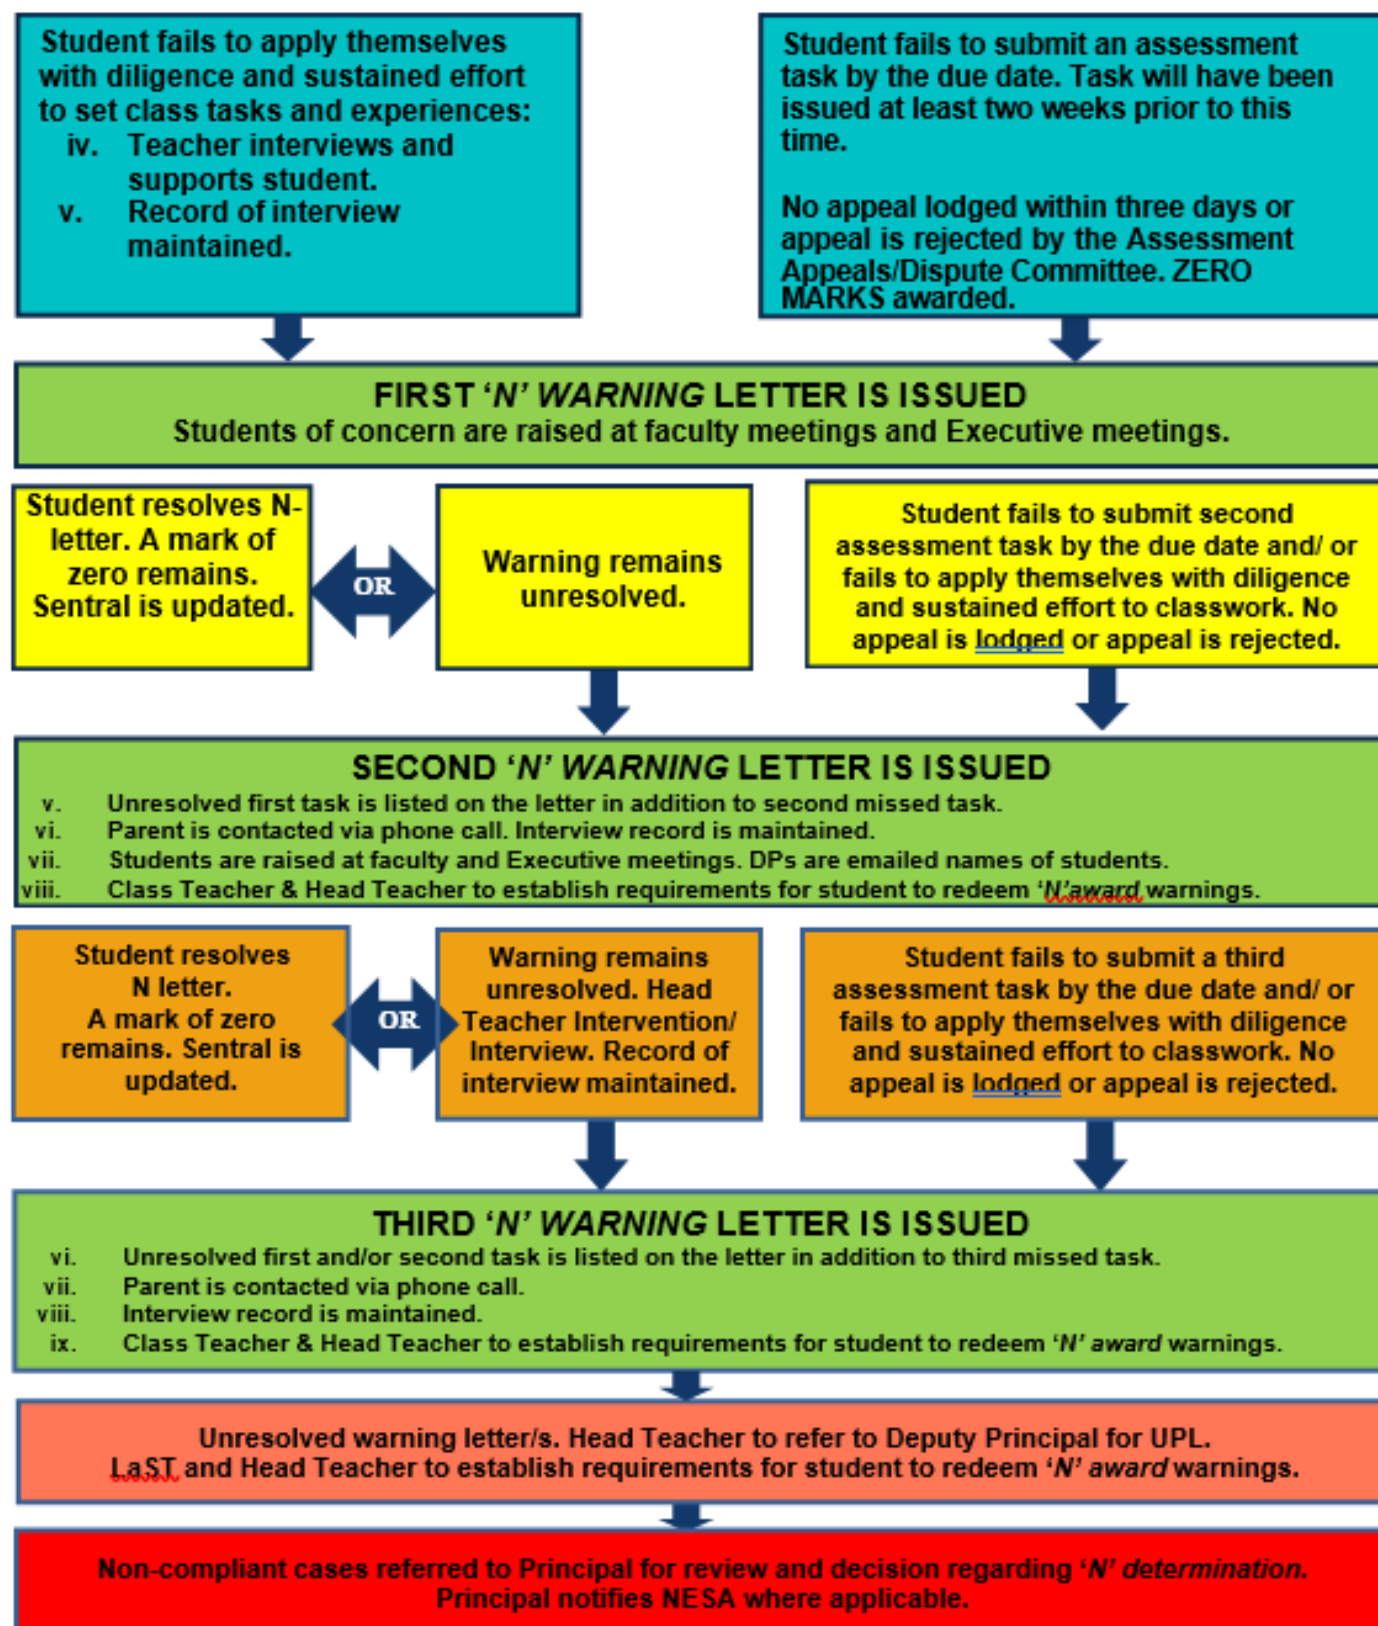 Student fails to apply themselves
with diligence and sustained effort
to set class tasks and experiences:
iv. Teacher interviews and
supports student.
v. Record of interview
maintained.
Student fails to submit an assessment
task by the due date. Task will have been
issued at least two weeks prior to this
time.
No appeal lodged within three days or
appeal is rejected by the Assessment
Appeals/Dispute Committee. ZERO
MARKS awarded.
FIRST ‘N’ WARNING LETTER IS ISSUED
Students of concern are raised at faculty meetings and Executive meetings.
Student resolves N-
letter. A mark of
zero remains.
Sentral is updated.
OR
Warning remains
unresolved.
Student fails to submit second
assessment task by the due date and/ or
fails to apply themselves with diligence
and sustained effort to classwork. No
appeal is lodged or appeal is rejected.
SECOND ‘N’ WARNING LETTER IS ISSUED
v. Unresolved first task is listed on the letter in addition to second missed task.
vi. Parent is contacted via phone call. Interview record is maintained.
vii. Students are raised at faculty and Executive meetings. DPs are emailed names of students.
viii. Class Teacher & Head Teacher to establish requirements for student to redeem ‘N’award warnings.
Student resolves
N letter.
A mark of zero
remains. Sentral is
updated.
OR
Warning remains
unresolved. Head
Teacher Intervention/
Interview. Record of
interview maintained.
Student fails to submit a third
assessment task by the due date and/ or
fails to apply themselves with diligence
and sustained effort to classwork. No
appeal is lodged or appeal is rejected.
THIRD ‘N’ WARNING LETTER IS ISSUED
vi. Unresolved first and/or second task is listed on the letter in addition to third missed task.
vii. Parent is contacted via phone call.
viii. Interview record is maintained.
ix. Class Teacher & Head Teacher to establish requirements for student to redeem ‘N’ award warnings.
Unresolved warning letter/s. Head Teacher to refer to Deputy Principal for UPL.
LaST and Head Teacher to establish requirements for student to redeem ‘N’ award warnings.
Non-compliant cases referred to Principal for review and decision regarding ‘N’ determination.
Principal notifies NESA where applicable.